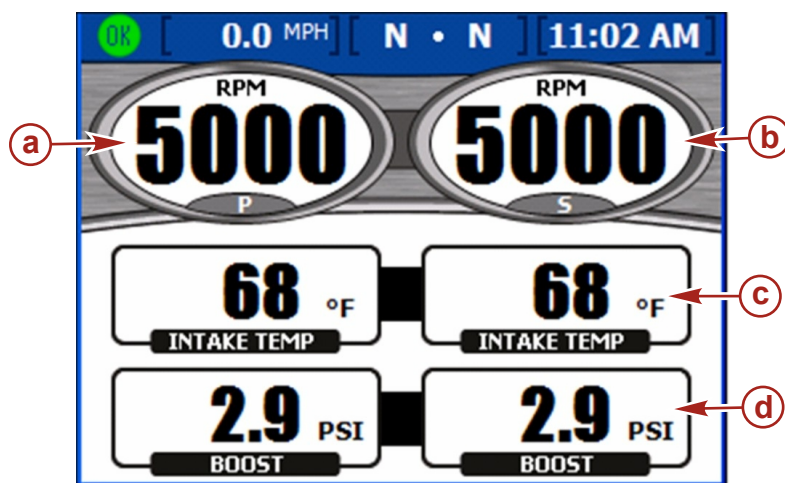 OK [ 0.0 MPH ] [ N • N ] [ 11:02 AM ]
RPM RPM
a 5000 5000 b
P S
68 °F 68 °F c
INTAKE TEMP INTAKE TEMP
2.9 PSI 2.9 PSI d
BOOST BOOST